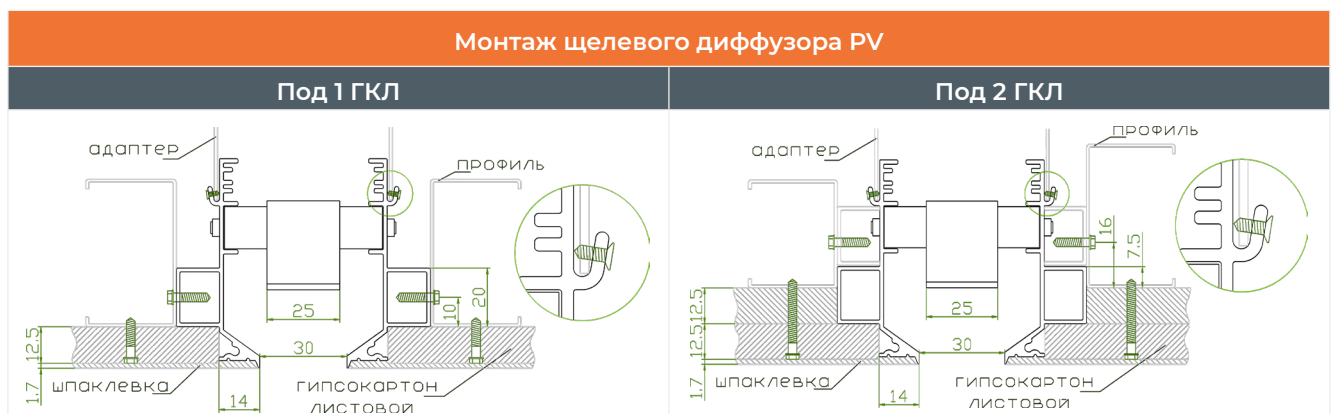 Монтаж щелевого диффузора PV
Под 1 ГКЛ
Под 2 ГКЛ
адаптер
профиль
25
20
10
12.5
30
1.7
шпаклевка
14
гипсокартон
листовой
адаптер
профиль
16
7.5
12.5
25
12.5
30
1.7
шпаклевка
14
гипсокартон
листовой